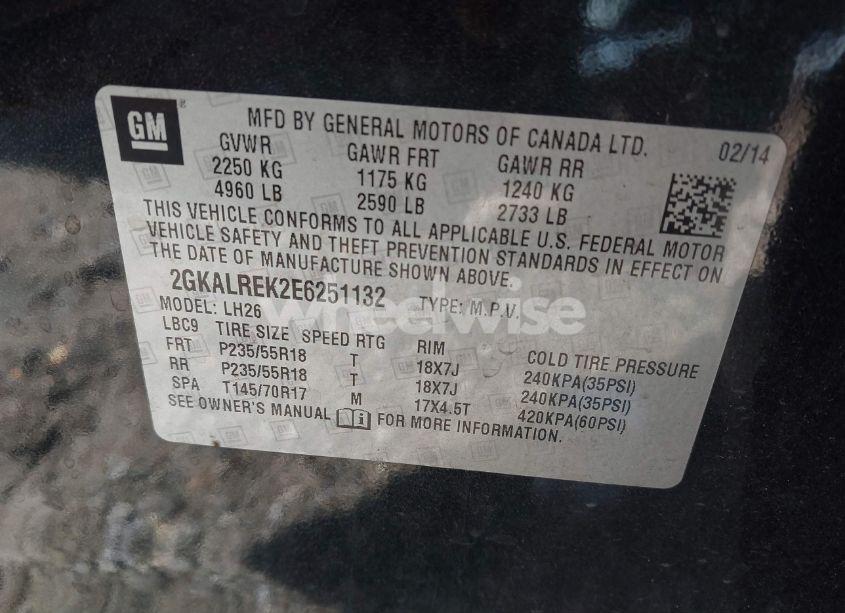 GM
®
MFD BY GENERAL MOTORS OF CANADA LTD. 02/14
GVWR GAWR FRT GAWR RR
2250 KG 1175 KG 1240 KG
4960 LB 2590 LB 2733 LB
THIS VEHICLE CONFORMS TO ALL APPLICABLE U.S. FEDERAL MOTOR
VEHICLE SAFETY AND THEFT PREVENTION STANDARDS IN EFFECT ON
THE DATE OF MANUFACTURE SHOWN ABOVE.
2GKALREK2E6251132 TYPE: M.P.V.
MODEL: LH26
wheelwise
LBC9 TIRE SIZE SPEED RTG RIM COLD TIRE PRESSURE
FRT P235/55R18 T 18X7J 240KPA(35PSI)
RR P235/55R18 T 18X7J 240KPA(35PSI)
SPA T145/70R17 M 17X4.5T 420KPA(60PSI)
SEE OWNER'S MANUAL i FOR MORE INFORMATION.